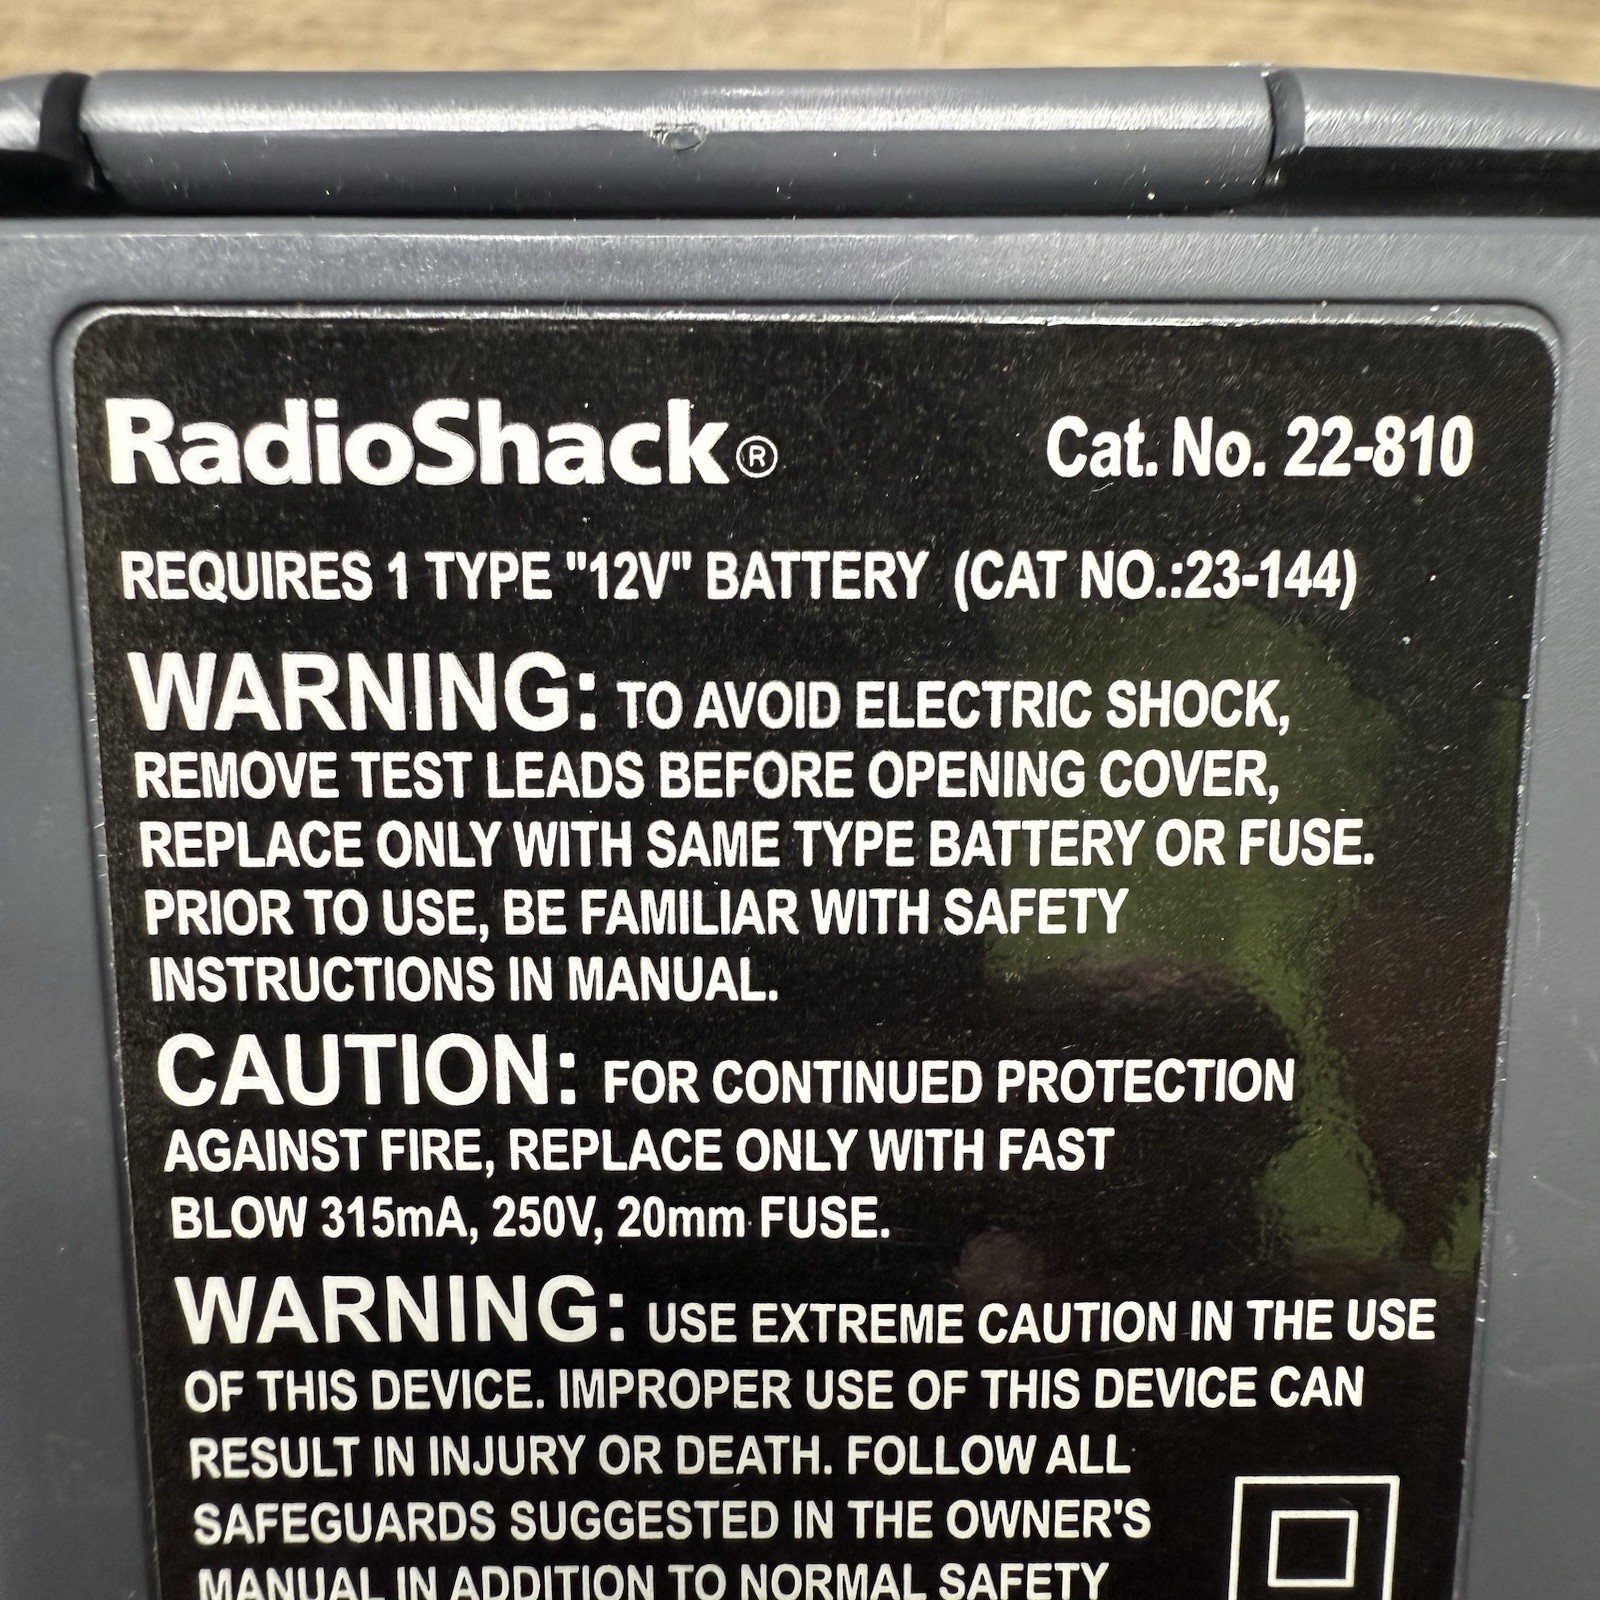 RadioShack® Cat. No. 22-810
REQUIRES 1 TYPE "12V" BATTERY (CAT NO.:23-144)
WARNING: TO AVOID ELECTRIC SHOCK,
REMOVE TEST LEADS BEFORE OPENING COVER,
REPLACE ONLY WITH SAME TYPE BATTERY OR FUSE.
PRIOR TO USE, BE FAMILIAR WITH SAFETY
INSTRUCTIONS IN MANUAL.
CAUTION: FOR CONTINUED PROTECTION
AGAINST FIRE, REPLACE ONLY WITH FAST
BLOW 315mA, 250V, 20mm FUSE.
WARNING: USE EXTREME CAUTION IN THE USE
OF THIS DEVICE. IMPROPER USE OF THIS DEVICE CAN
RESULT IN INJURY OR DEATH. FOLLOW ALL
SAFEGUARDS SUGGESTED IN THE OWNER'S
MANUAL IN ADDITION TO NORMAL SAFETY